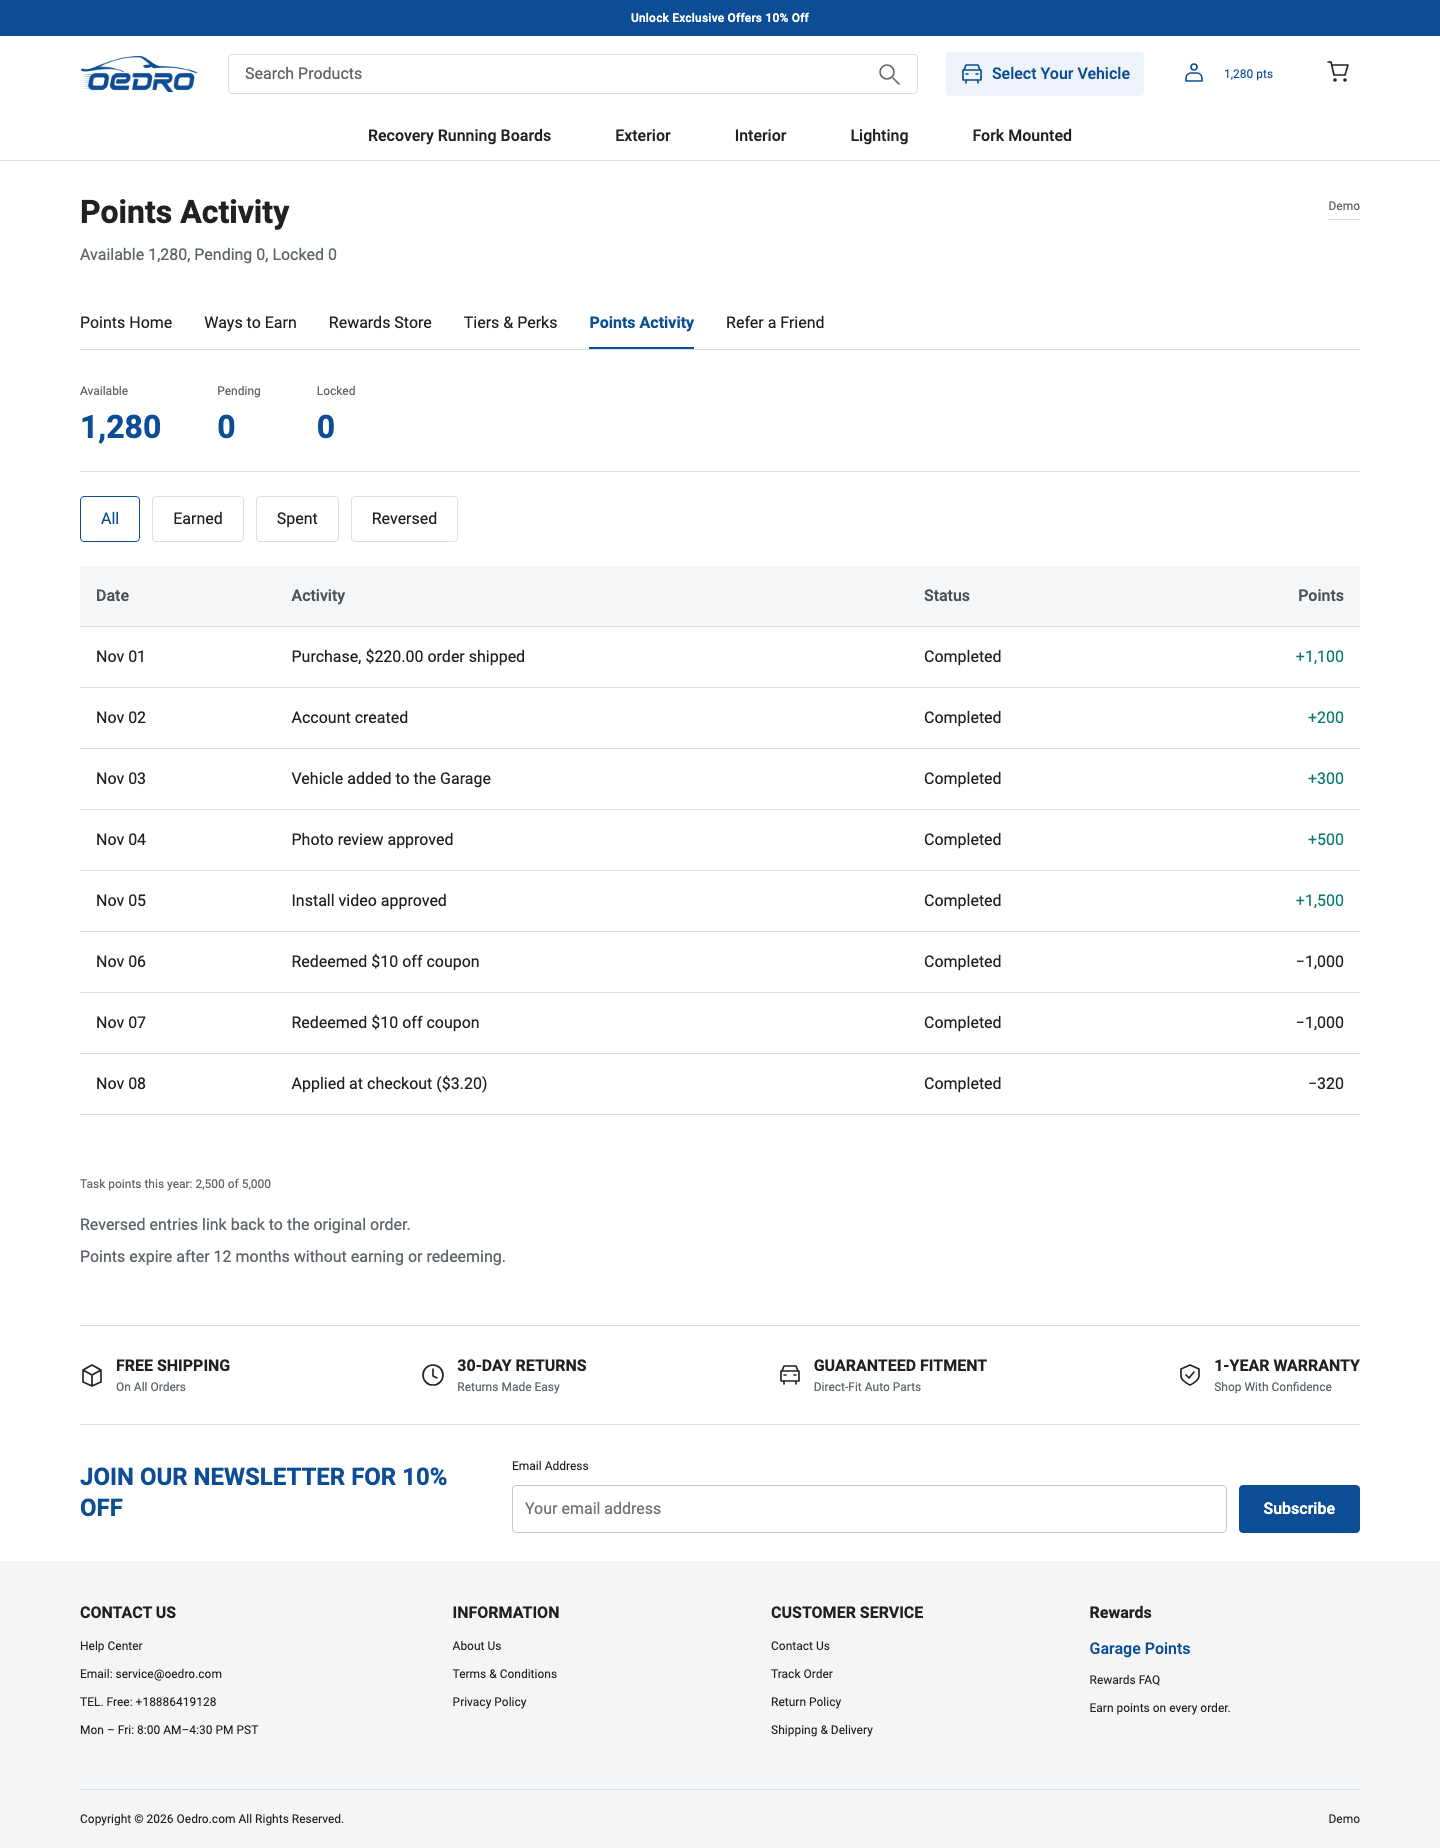 Unlock Exclusive Offers 10% Off
OEDRO
Search Products
Select Your Vehicle
1,280 pts
Recovery Running Boards
Exterior
Interior
Lighting
Fork Mounted
Points Activity
Demo
Available 1,280, Pending 0, Locked 0
Points Home
Ways to Earn
Rewards Store
Tiers & Perks
Points Activity
Refer a Friend
Available
Pending
Locked
1,280
0
0
All
Earned
Spent
Reversed
Date Activity Status Points
Nov 01 Purchase, $220.00 order shipped Completed +1,100
Nov 02 Account created Completed +200
Nov 03 Vehicle added to the Garage Completed +300
Nov 04 Photo review approved Completed +500
Nov 05 Install video approved Completed +1,500
Nov 06 Redeemed $10 off coupon Completed −1,000
Nov 07 Redeemed $10 off coupon Completed −1,000
Nov 08 Applied at checkout ($3.20) Completed −320
Task points this year: 2,500 of 5,000
Reversed entries link back to the original order.
Points expire after 12 months without earning or redeeming.
FREE SHIPPING
On All Orders
30-DAY RETURNS
Returns Made Easy
GUARANTEED FITMENT
Direct-Fit Auto Parts
1-YEAR WARRANTY
Shop With Confidence
JOIN OUR NEWSLETTER FOR 10%
OFF
Email Address
Your email address
Subscribe
CONTACT US
Help Center
Email: service@oedro.com
TEL. Free: +18886419128
Mon – Fri: 8:00 AM–4:30 PM PST
INFORMATION
About Us
Terms & Conditions
Privacy Policy
CUSTOMER SERVICE
Contact Us
Track Order
Return Policy
Shipping & Delivery
Rewards
Garage Points
Rewards FAQ
Earn points on every order.
Copyright © 2026 Oedro.com All Rights Reserved.
Demo